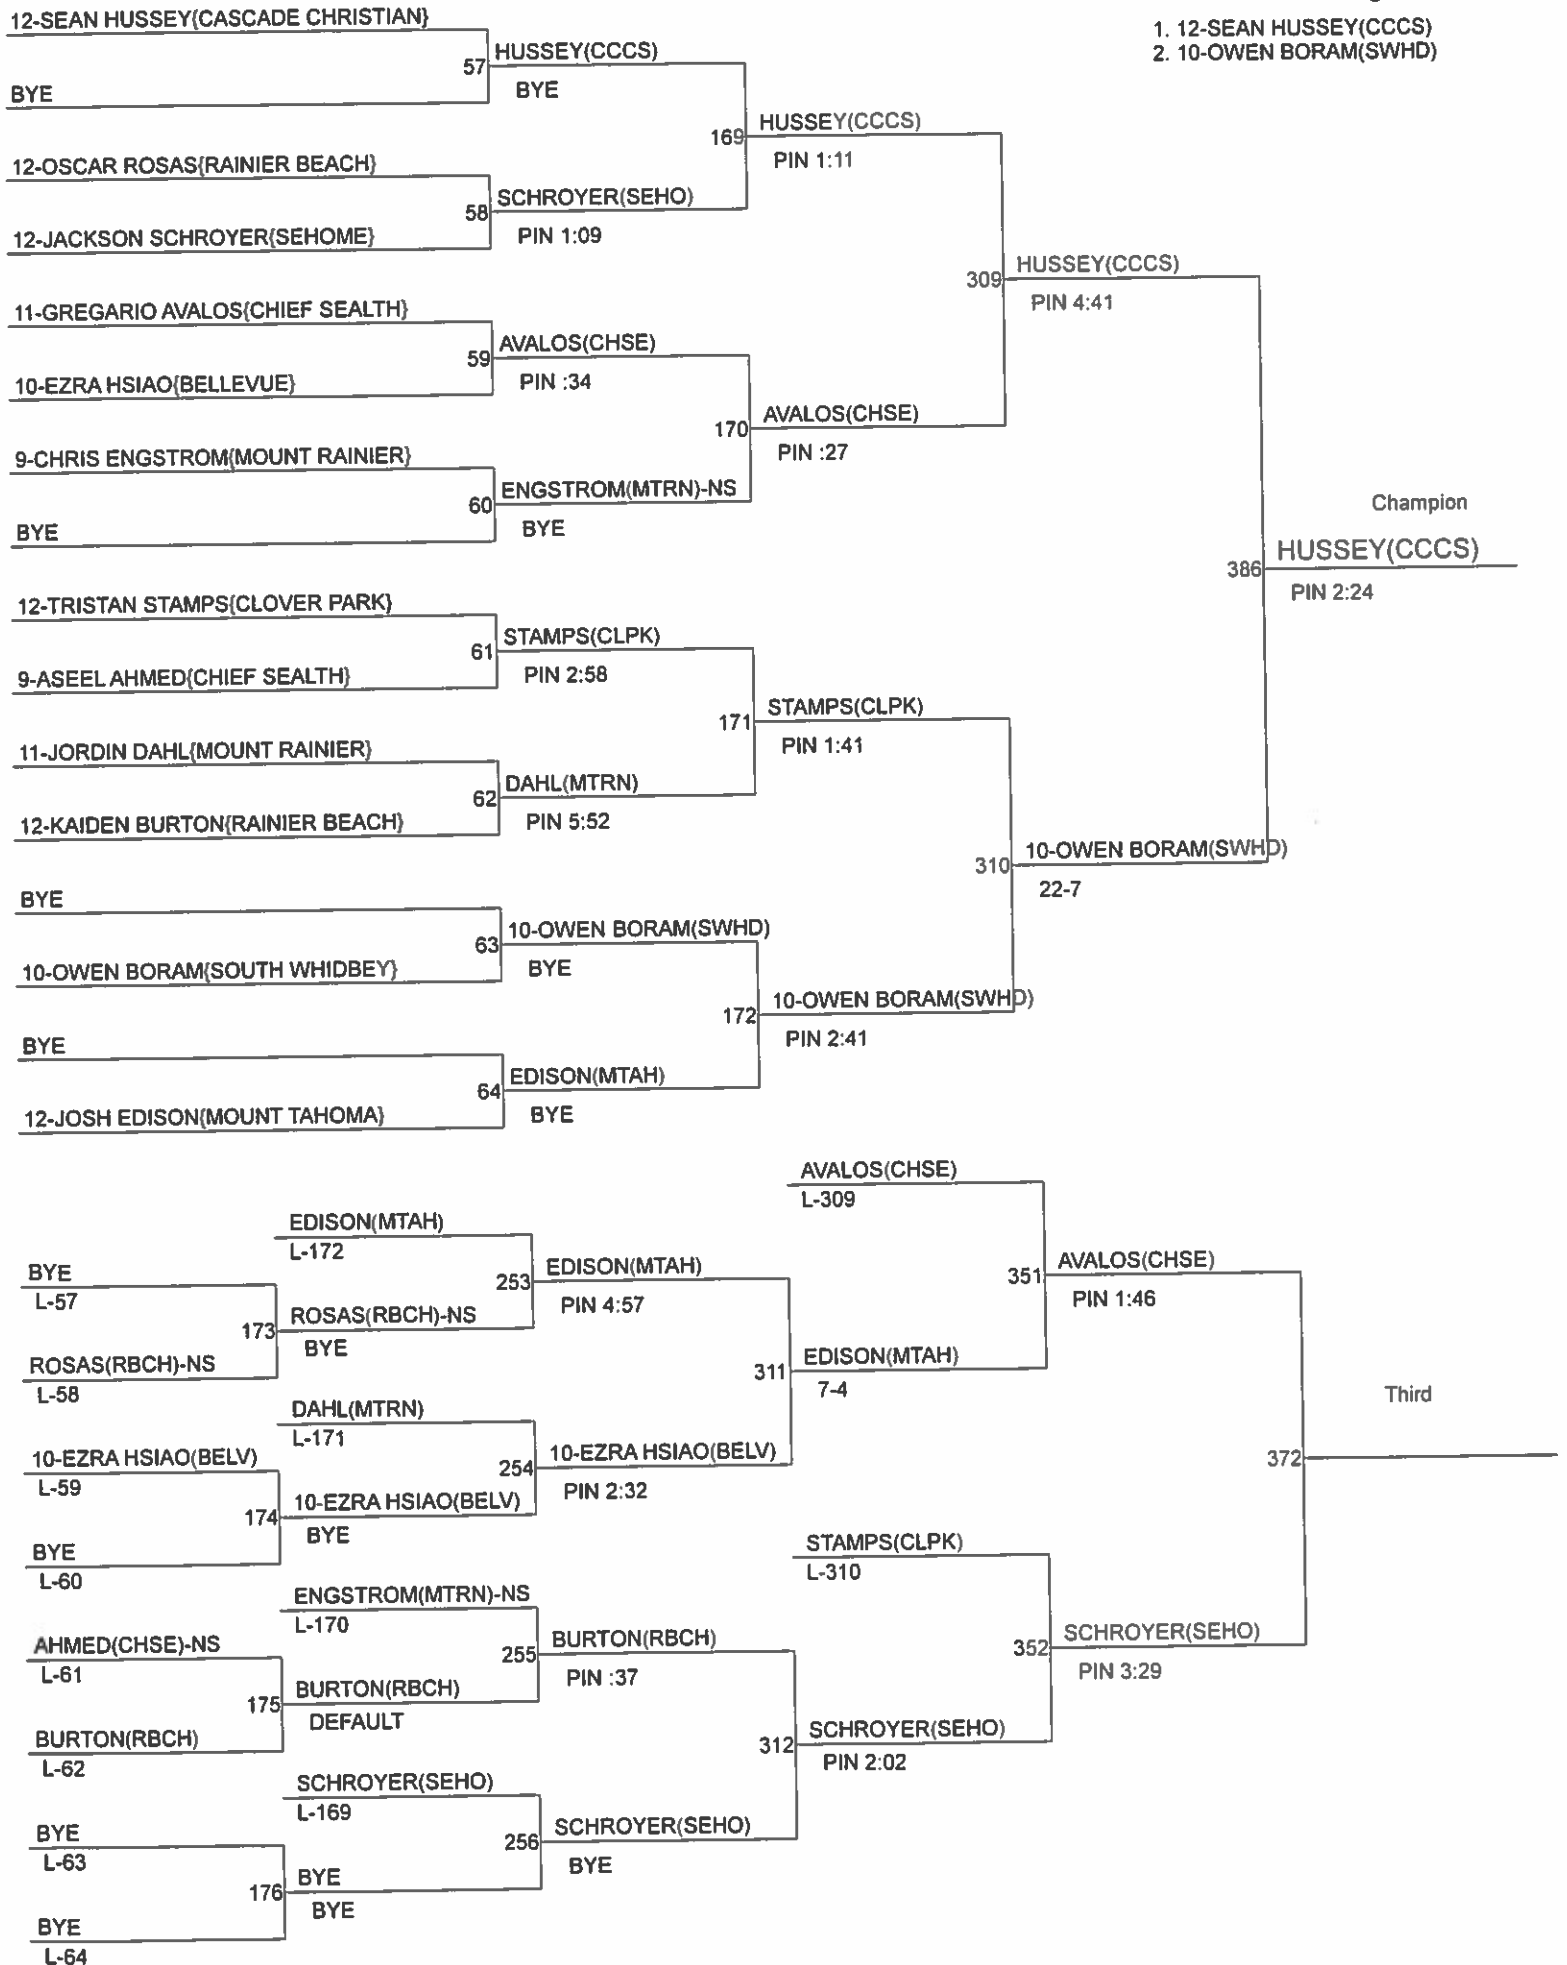 1. 12-SEAN HUSSEY(CCCS)
2. 10-OWEN BORAM(SWHD)
12-SEAN HUSSEY{CASCADE CHRISTIAN}
57
HUSSEY(CCCS)
BYE
BYE
169
HUSSEY(CCCS)
PIN 1:11
12-OSCAR ROSAS{RAINIER BEACH}
58
SCHROYER(SEHO)
PIN 1:09
12-JACKSON SCHROYER{SEHOME}
309
HUSSEY(CCCS)
PIN 4:41
11-GREGARIO AVALOS{CHIEF SEALTH}
59
AVALOS(CHSE)
PIN :34
10-EZRA HSIAO{BELLEVUE}
170
AVALOS(CHSE)
PIN :27
9-CHRIS ENGSTROM{MOUNT RAINIER}
60
ENGSTROM(MTRN)-NS
BYE
BYE
Champion
386
HUSSEY(CCCS)
PIN 2:24
12-TRISTAN STAMPS{CLOVER PARK}
61
STAMPS(CLPK)
PIN 2:58
9-ASEEL AHMED{CHIEF SEALTH}
171
STAMPS(CLPK)
PIN 1:41
11-JORDIN DAHL{MOUNT RAINIER}
62
DAHL(MTRN)
PIN 5:52
12-KAIDEN BURTON{RAINIER BEACH}
310
10-OWEN BORAM(SWHD)
22-7
BYE
63
10-OWEN BORAM(SWHD)
BYE
10-OWEN BORAM{SOUTH WHIDBEY}
172
10-OWEN BORAM(SWHD)
PIN 2:41
BYE
64
EDISON(MTAH)
BYE
12-JOSH EDISON{MOUNT TAHOMA}
AVALOS(CHSE)
L-309
EDISON(MTAH)
L-172
253
EDISON(MTAH)
PIN 4:57
351
AVALOS(CHSE)
PIN 1:46
BYE
L-57
173
ROSAS(RBCH)-NS
BYE
ROSAS(RBCH)-NS
L-58
311
EDISON(MTAH)
7-4
Third
DAHL(MTRN)
L-171
254
10-EZRA HSIAO(BELV)
PIN 2:32
372
10-EZRA HSIAO(BELV)
L-59
174
10-EZRA HSIAO(BELV)
BYE
BYE
L-60
STAMPS(CLPK)
L-310
ENGSTROM(MTRN)-NS
L-170
255
BURTON(RBCH)
PIN :37
352
SCHROYER(SEHO)
PIN 3:29
AHMED(CHSE)-NS
L-61
175
BURTON(RBCH)
DEFAULT
BURTON(RBCH)
L-62
312
SCHROYER(SEHO)
PIN 2:02
SCHROYER(SEHO)
L-169
256
SCHROYER(SEHO)
BYE
BYE
L-63
176
BYE
BYE
BYE
L-64